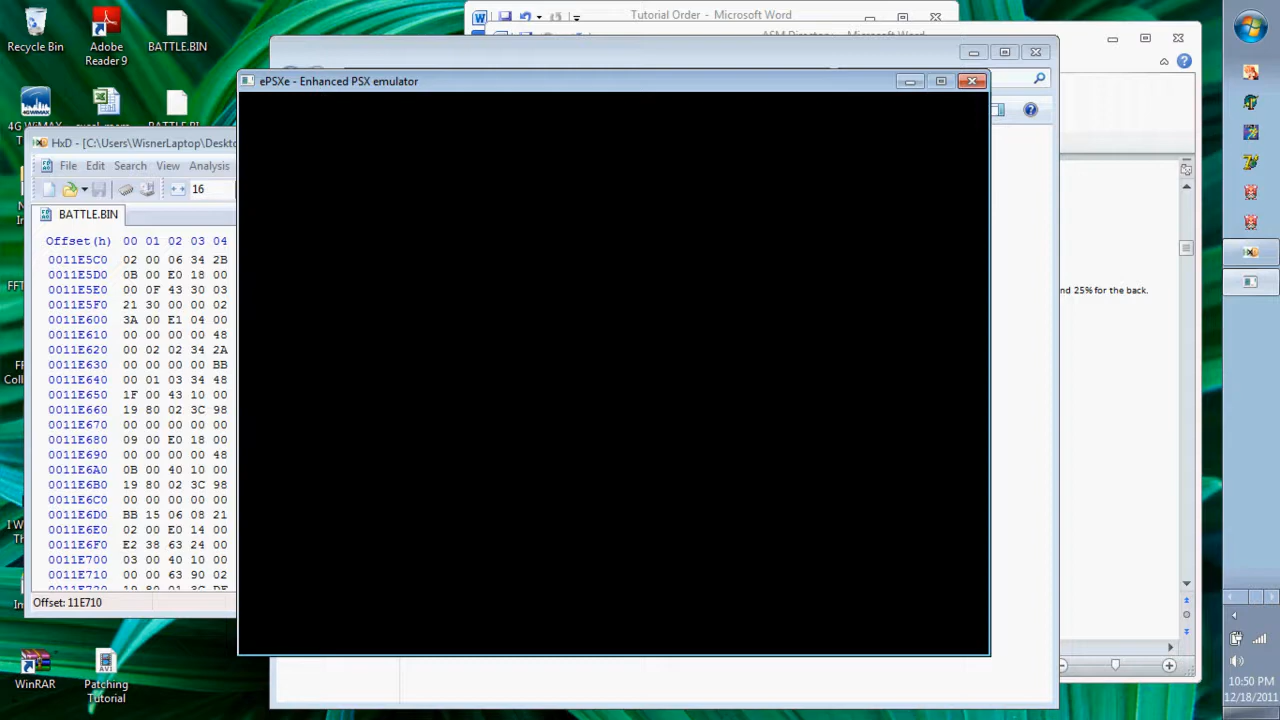 Tutorial Order - Microsoft Word
Recycle Bin
Adobe Reader 9
BATTLE.BIN
ePSXe - Enhanced PSX emulator
4G WiMAX
HxD - [C:\Users\WisnerLaptop\Deskto
File Edit Search View Analysis
16
BATTLE.BIN
Offset(h) 00 01 02 03 04
0011E5C0 02 00 06 34 2B
0011E5D0 0B 00 E0 18 00
0011E5E0 00 0F 43 30 03
0011E5F0 21 30 00 00 02
0011E600 3A 00 E1 04 00
0011E610 00 00 00 00 48
0011E620 00 02 02 34 2A
0011E630 00 00 00 00 BB
0011E640 00 01 03 34 48
0011E650 1F 00 43 10 00
0011E660 19 80 02 3C 98
0011E670 00 00 00 00 00
0011E680 09 00 E0 18 00
0011E690 00 00 00 00 48
0011E6A0 0B 00 40 10 00
0011E6B0 19 80 02 3C 98
0011E6C0 00 00 00 00 00
0011E6D0 BB 15 06 08 21
0011E6E0 02 00 E0 14 00
0011E6F0 E2 38 63 24 00
0011E700 03 00 40 10 00
0011E710 00 00 63 90 02
Offset: 11E710
nd 25% for the back.
WinRAR
Patching Tutorial
10:50 PM
12/18/2011